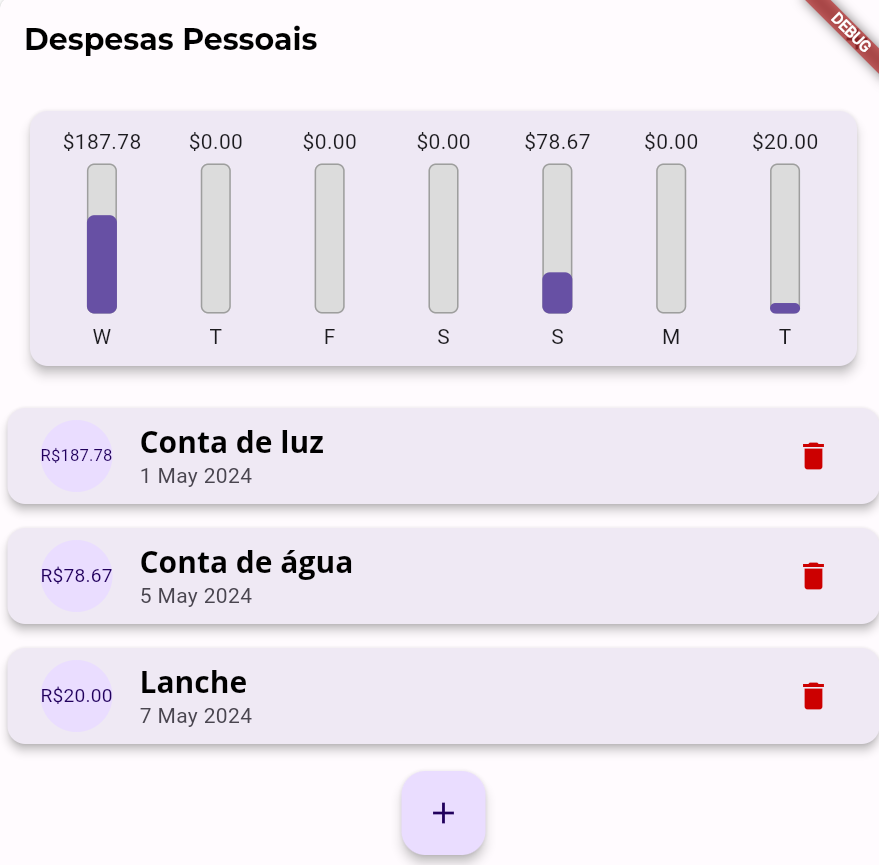 Despesas Pessoais
DEBUG
$187.78 $0.00 $0.00 $0.00 $78.67 $0.00 $20.00
W T F S S M T
R$187.78 Conta de luz
1 May 2024
R$78.67 Conta de água
5 May 2024
R$20.00 Lanche
7 May 2024
+